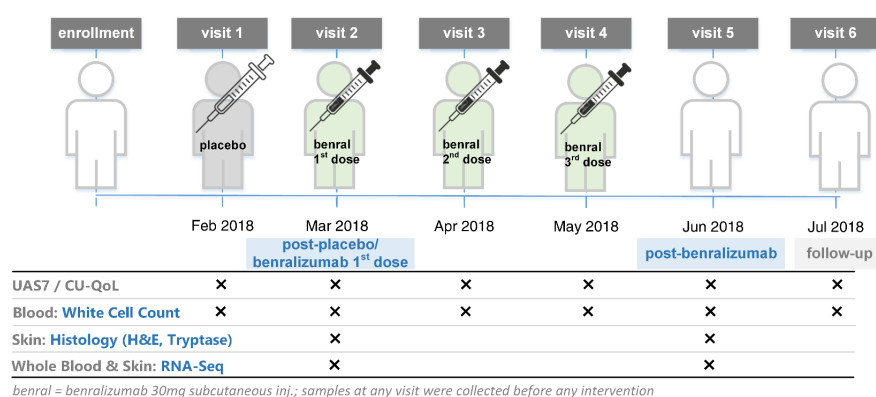 enrollment visit 1 visit 2 visit 3 visit 4 visit 5 visit 6
placebo
benral
1st dose
benral
2nd dose
benral
3rd dose
Feb 2018 Mar 2018 Apr 2018 May 2018 Jun 2018 Jul 2018
post-placebo/
benralizumab 1st dose
post-benralizumab
follow-up
UAS7 / CU-QoL × × × × × ×
Blood: White Cell Count × × × × × ×
Skin: Histology (H&E, Tryptase) × ×
Whole Blood & Skin: RNA-Seq × ×
benral = benralizumab 30mg subcutaneous inj.; samples at any visit were collected before any intervention